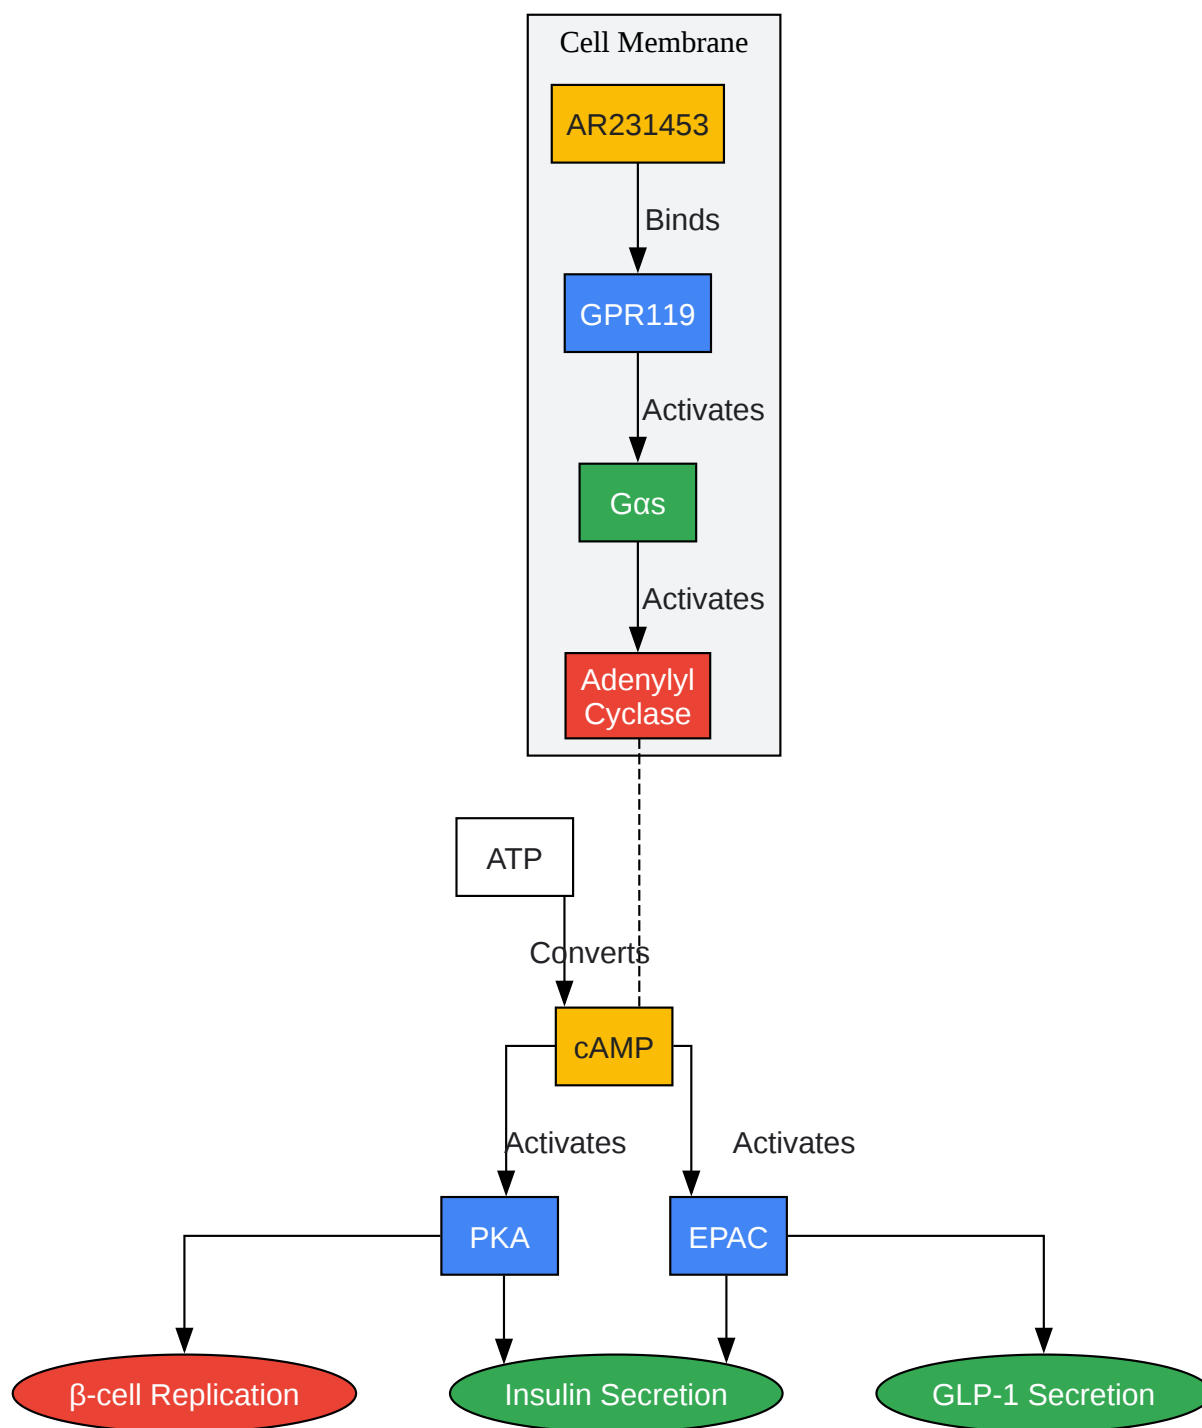 Cell Membrane
AR231453
Binds
GPR119
Activates
Gαs
Activates
Adenylyl
Cyclase
ATP
Converts
cAMP
Activates
Activates
PKA
EPAC
β-cell Replication
Insulin Secretion
GLP-1 Secretion